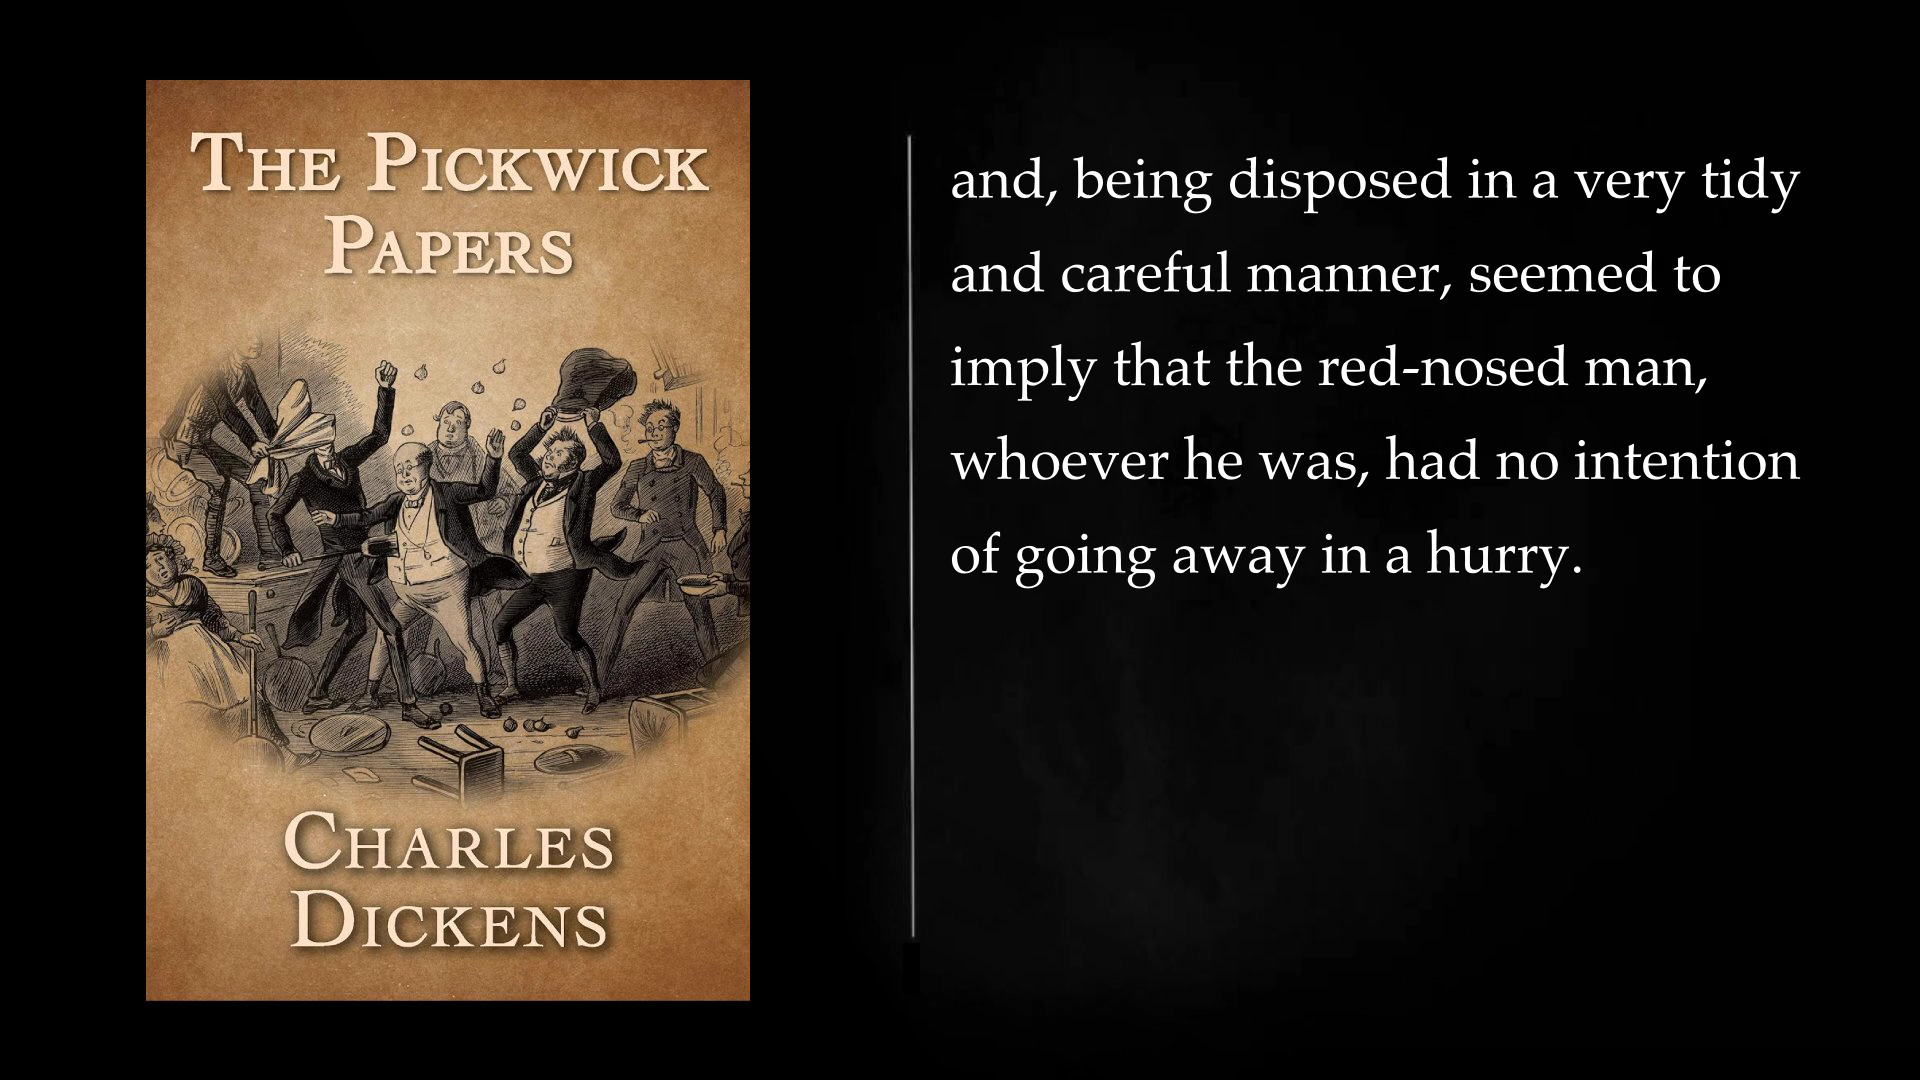 The Pickwick
Papers
Charles
Dickens
and, being disposed in a very tidy
and careful manner, seemed to
imply that the red-nosed man,
whoever he was, had no intention
of going away in a hurry.